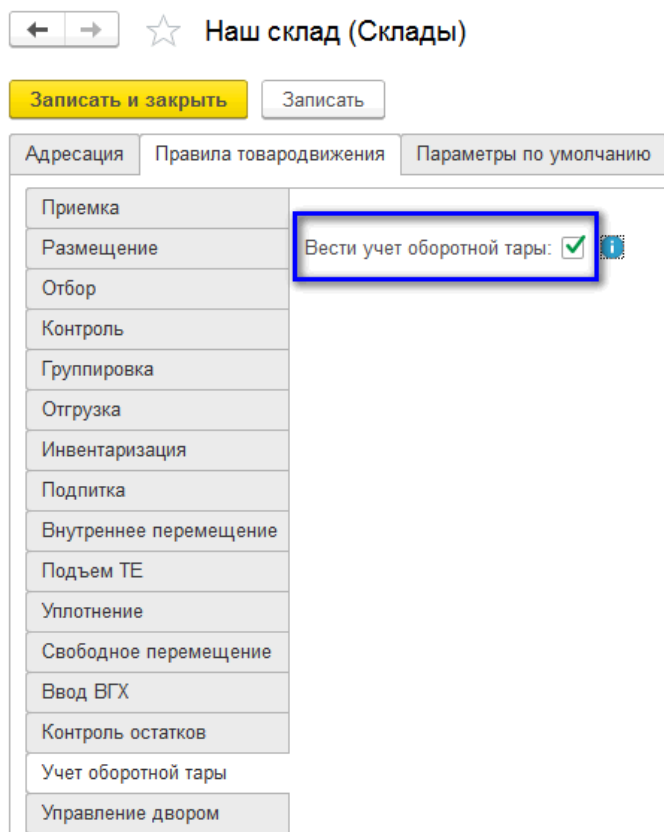 Наш склад (Склады)
Записать и закрыть Записать
Адресация Правила товародвижения Параметры по умолчанию
Приемка
Вести учет оборотной тары:
Размещение
Отбор
Контроль
Группировка
Отгрузка
Инвентаризация
Подпитка
Внутреннее перемещение
Подъем ТЕ
Уплотнение
Свободное перемещение
Ввод ВГХ
Контроль остатков
Учет оборотной тары
Управление двором